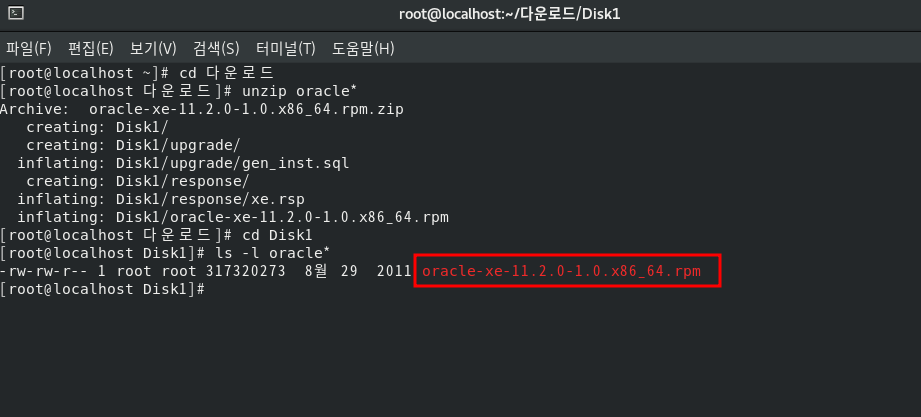 root@localhost:~/다운로드/Disk1
파일(F) 편집(E) 보기(V) 검색(S) 터미널(T) 도움말(H)
[root@localhost ~]# cd 다운로드
[root@localhost 다운로드]# unzip oracle*
Archive:  oracle-xe-11.2.0-1.0.x86_64.rpm.zip
   creating: Disk1/
   creating: Disk1/upgrade/
  inflating: Disk1/upgrade/gen_inst.sql
   creating: Disk1/response/
  inflating: Disk1/response/xe.rsp
  inflating: Disk1/oracle-xe-11.2.0-1.0.x86_64.rpm
[root@localhost 다운로드]# cd Disk1
[root@localhost Disk1]# ls -l oracle*
-rw-rw-r-- 1 root root 317320273  8월 29  2011 oracle-xe-11.2.0-1.0.x86_64.rpm
[root@localhost Disk1]#